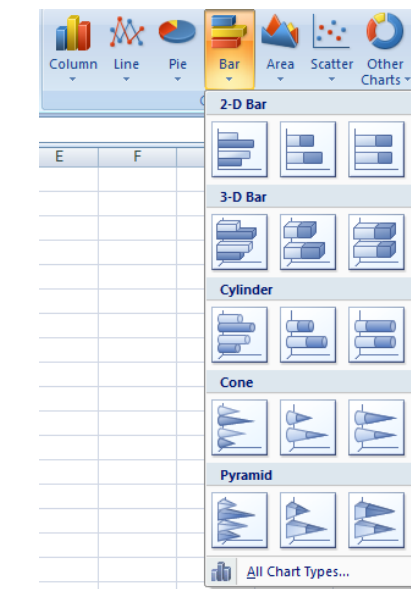 Column Line Pie Bar Area Scatter Other
Charts
2-D Bar
E F
3-D Bar
Cylinder
Cone
Pyramid
All Chart Types...